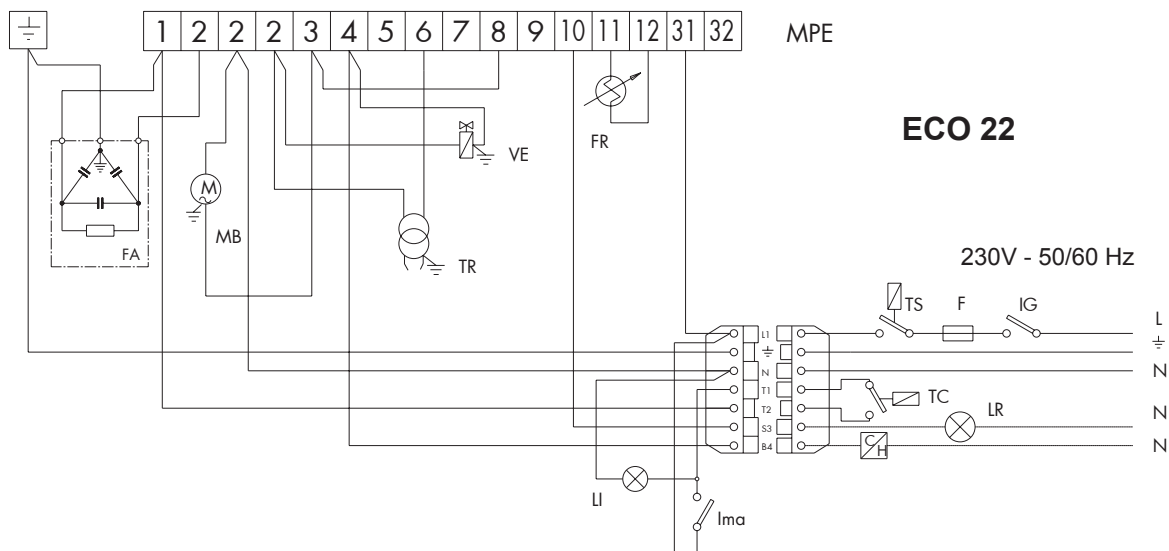 1 2 2 2 3 4 5 6 7 8 9 10 11 12 31 32 MPE
FR
ECO 22
VE
M
MB
FA
TR
230V - 50/60 Hz
TS F IG
L
L1
N N
T1
TC
T2
LR N
S3
C/H
B4 N
LI
Ima